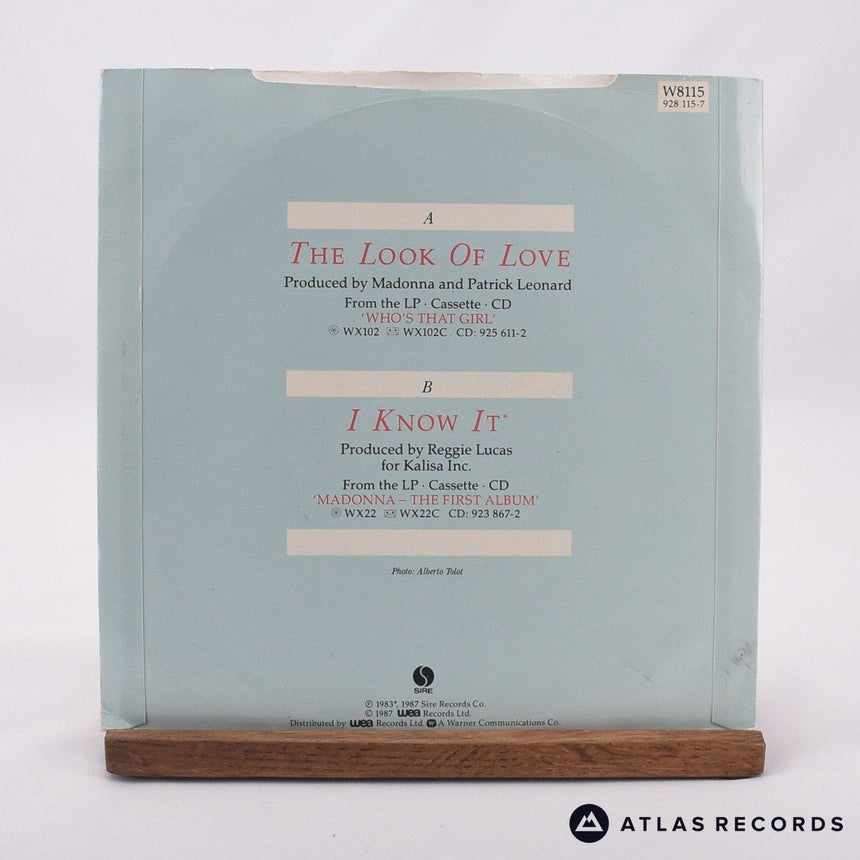 W8115
928 115-7
A
THE LOOK OF LOVE
Produced by Madonna and Patrick Leonard
From the LP · Cassette · CD
'WHO'S THAT GIRL'
WX102 WX102C CD: 925 611-2
B
I KNOW IT*
Produced by Reggie Lucas
for Kalisa Inc.
From the LP · Cassette · CD
'MADONNA – THE FIRST ALBUM'
WX22 WX22C CD: 923 867-2
Photo: Alberto Tolot
SIRE
℗ 1983*, 1987 Sire Records Co.
© 1987 wea Records Ltd.
Distributed by wea Records Ltd. A Warner Communications Co.
ATLAS RECORDS